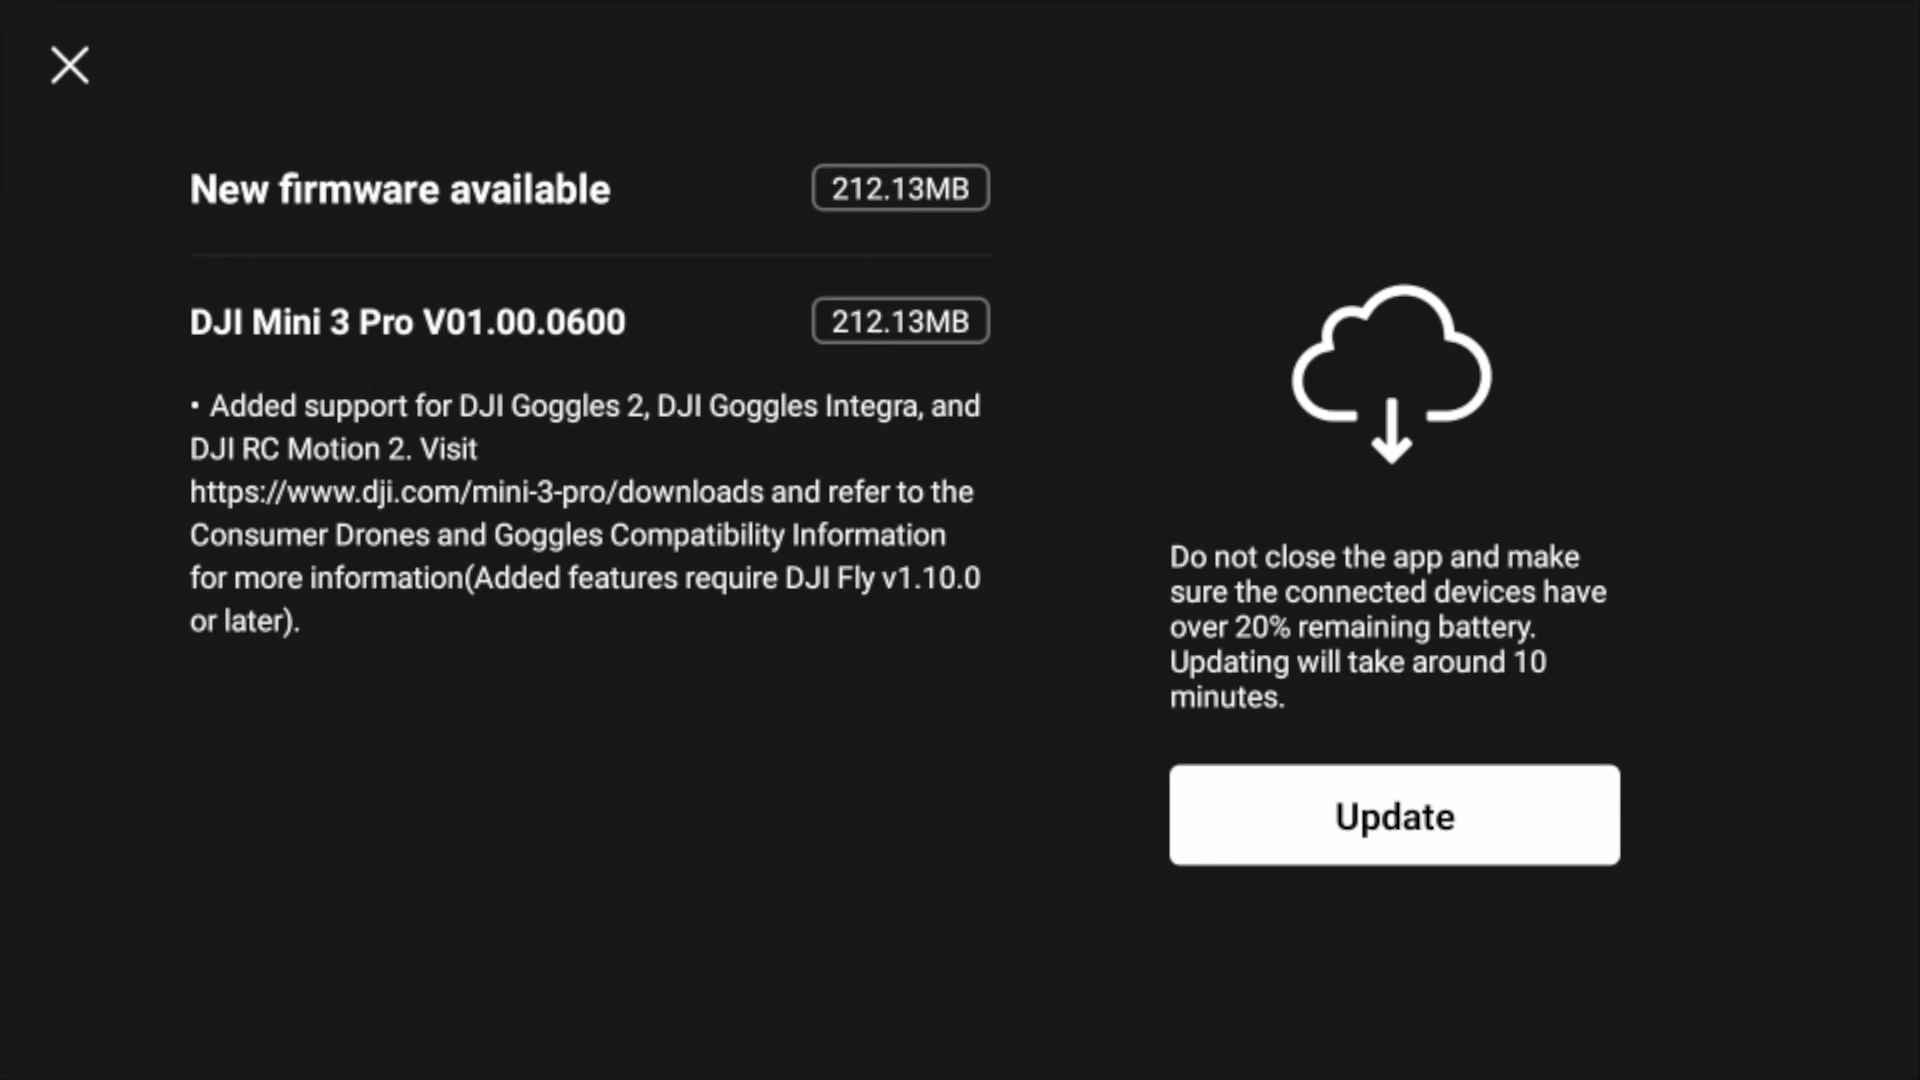 New firmware available 212.13MB
DJI Mini 3 Pro V01.00.0600 212.13MB
• Added support for DJI Goggles 2, DJI Goggles Integra, and
DJI RC Motion 2. Visit
https://www.dji.com/mini-3-pro/downloads and refer to the
Consumer Drones and Goggles Compatibility Information
for more information(Added features require DJI Fly v1.10.0
or later).
Do not close the app and make
sure the connected devices have
over 20% remaining battery.
Updating will take around 10
minutes.
Update